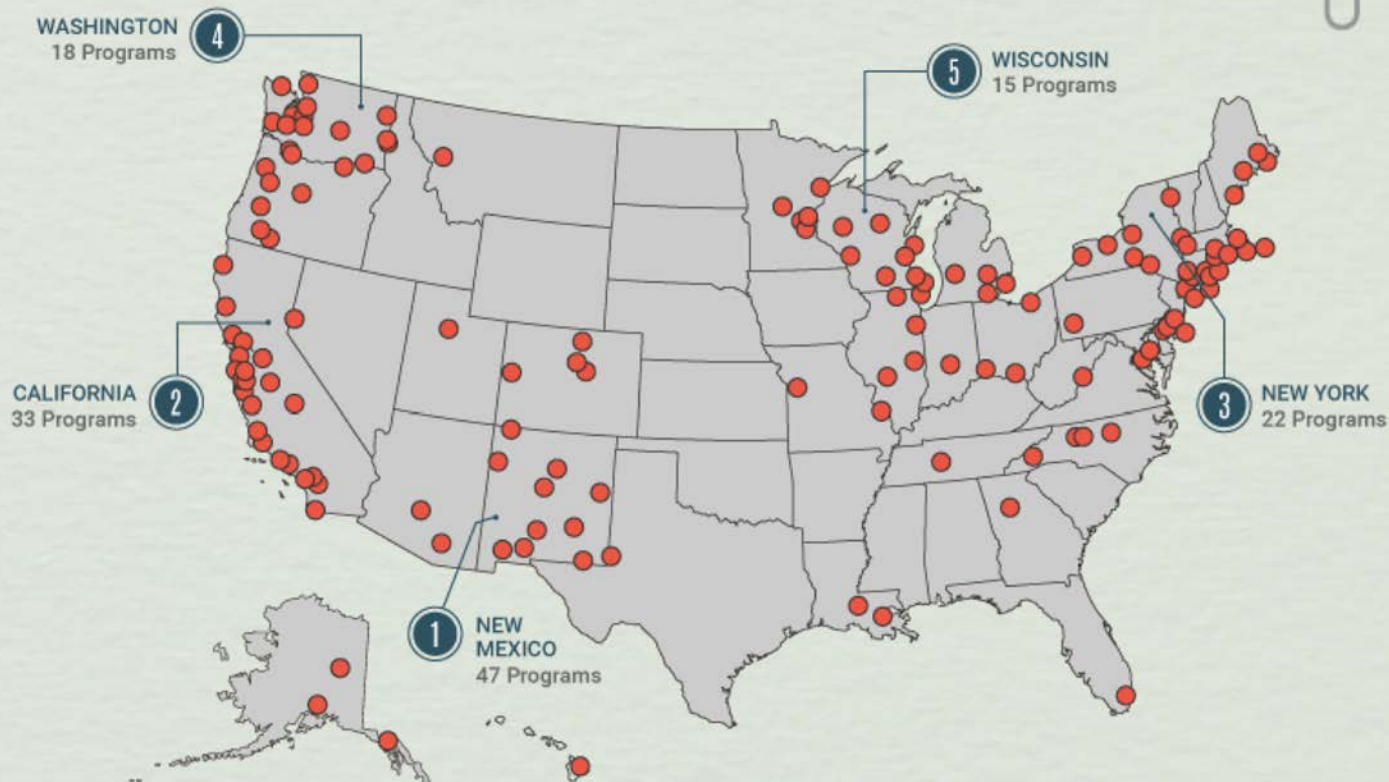 WASHINGTON
18 Programs
4
5
WISCONSIN
15 Programs
CALIFORNIA
33 Programs
2
3
NEW YORK
22 Programs
1
NEW
MEXICO
47 Programs